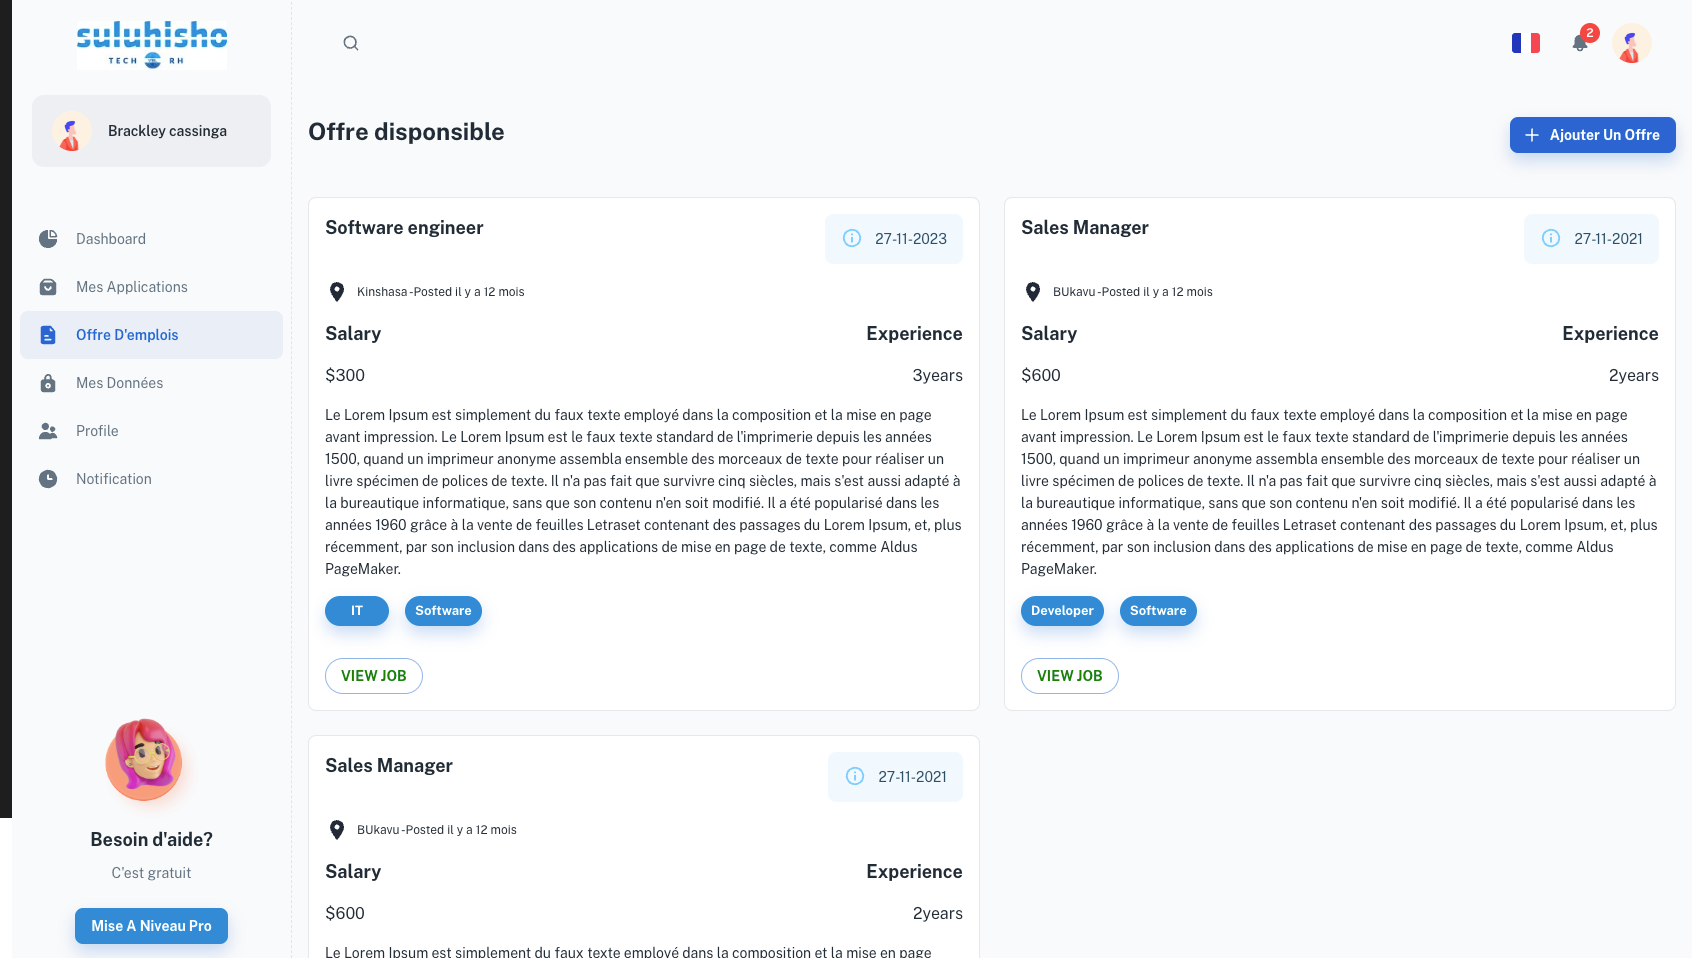 suluhisho
TECH RH
Brackley cassinga
Dashboard
Mes Applications
Offre D'emplois
Mes Données
Profile
Notification
Besoin d'aide?
C'est gratuit
Mise A Niveau Pro
2
Offre disponsible
Ajouter Un Offre
Software engineer
27-11-2023
Kinshasa -Posted il y a 12 mois
Salary Experience
$300 3years
Le Lorem Ipsum est simplement du faux texte employé dans la composition et la mise en page
avant impression. Le Lorem Ipsum est le faux texte standard de l'imprimerie depuis les années
1500, quand un imprimeur anonyme assembla ensemble des morceaux de texte pour réaliser un
livre spécimen de polices de texte. Il n'a pas fait que survivre cinq siècles, mais s'est aussi adapté à
la bureautique informatique, sans que son contenu n'en soit modifié. Il a été popularisé dans les
années 1960 grâce à la vente de feuilles Letraset contenant des passages du Lorem Ipsum, et, plus
récemment, par son inclusion dans des applications de mise en page de texte, comme Aldus
PageMaker.
IT Software
VIEW JOB
Sales Manager
27-11-2021
BUkavu -Posted il y a 12 mois
Salary Experience
$600 2years
Le Lorem Ipsum est simplement du faux texte employé dans la composition et la mise en page
avant impression. Le Lorem Ipsum est le faux texte standard de l'imprimerie depuis les années
1500, quand un imprimeur anonyme assembla ensemble des morceaux de texte pour réaliser un
livre spécimen de polices de texte. Il n'a pas fait que survivre cinq siècles, mais s'est aussi adapté à
la bureautique informatique, sans que son contenu n'en soit modifié. Il a été popularisé dans les
années 1960 grâce à la vente de feuilles Letraset contenant des passages du Lorem Ipsum, et, plus
récemment, par son inclusion dans des applications de mise en page de texte, comme Aldus
PageMaker.
Developer Software
VIEW JOB
Sales Manager
27-11-2021
BUkavu -Posted il y a 12 mois
Salary Experience
$600 2years
Le Lorem Ipsum est simplement du faux texte employé dans la composition et la mise en page